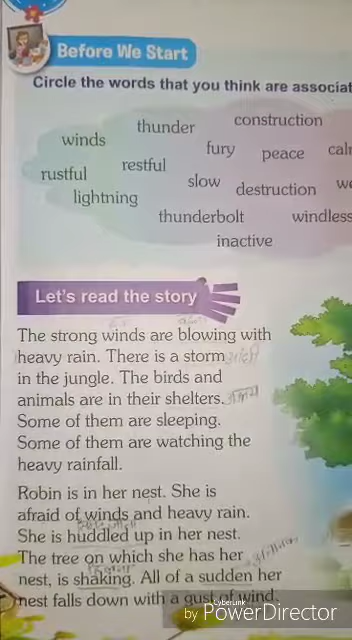 Before We Start
Circle the words that you think are associat
thunder
construction
winds
fury
peace
restful
rustful
slow
destruction
lightning
thunderbolt
windless
inactive
Let's read the story
The strong winds are blowing with
heavy rain. There is a storm
in the jungle. The birds and
animals are in their shelters.
Some of them are sleeping.
Some of them are watching the
heavy rainfall.
Robin is in her nest. She is
afraid of winds and heavy rain.
She is huddled up in her nest.
The tree on which she has her
nest, is shaking. All of a sudden her
nest falls down with a gust of wind.
CyberLink
by PowerDirector